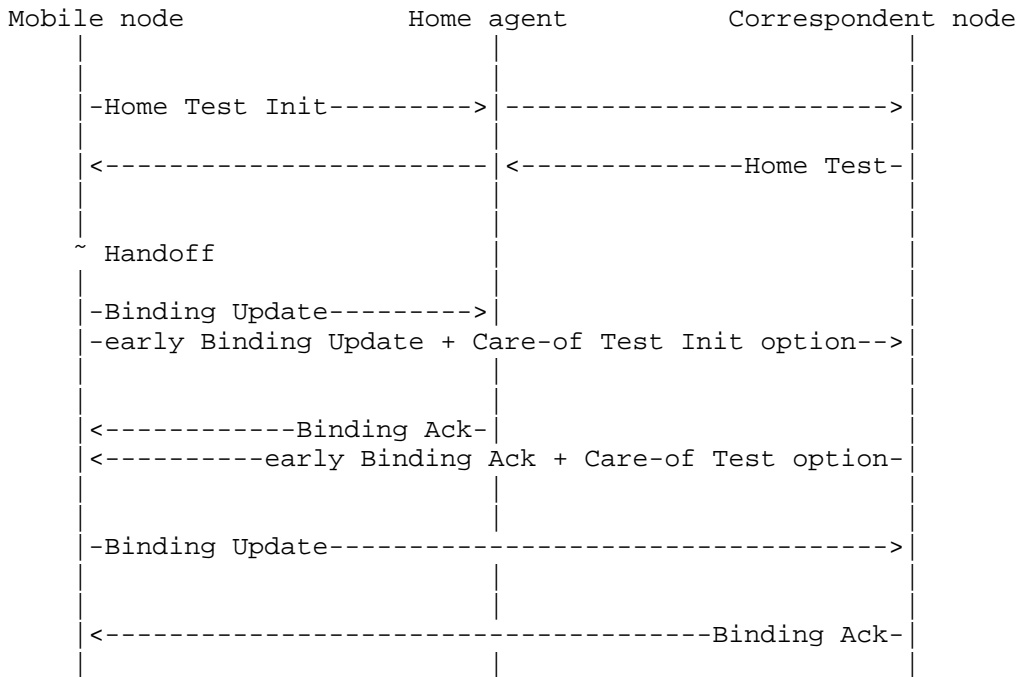 Mobile node Home agent Correspondent node
-Home Test Init--------->|------------------------>
<------------------------|<--------------Home Test-
~ Handoff
-Binding Update--------->
-early Binding Update + Care-of Test Init option-->
<------------Binding Ack-
<----------early Binding Ack + Care-of Test option-
-Binding Update----------------------------------->
<--------------------------------------Binding Ack-